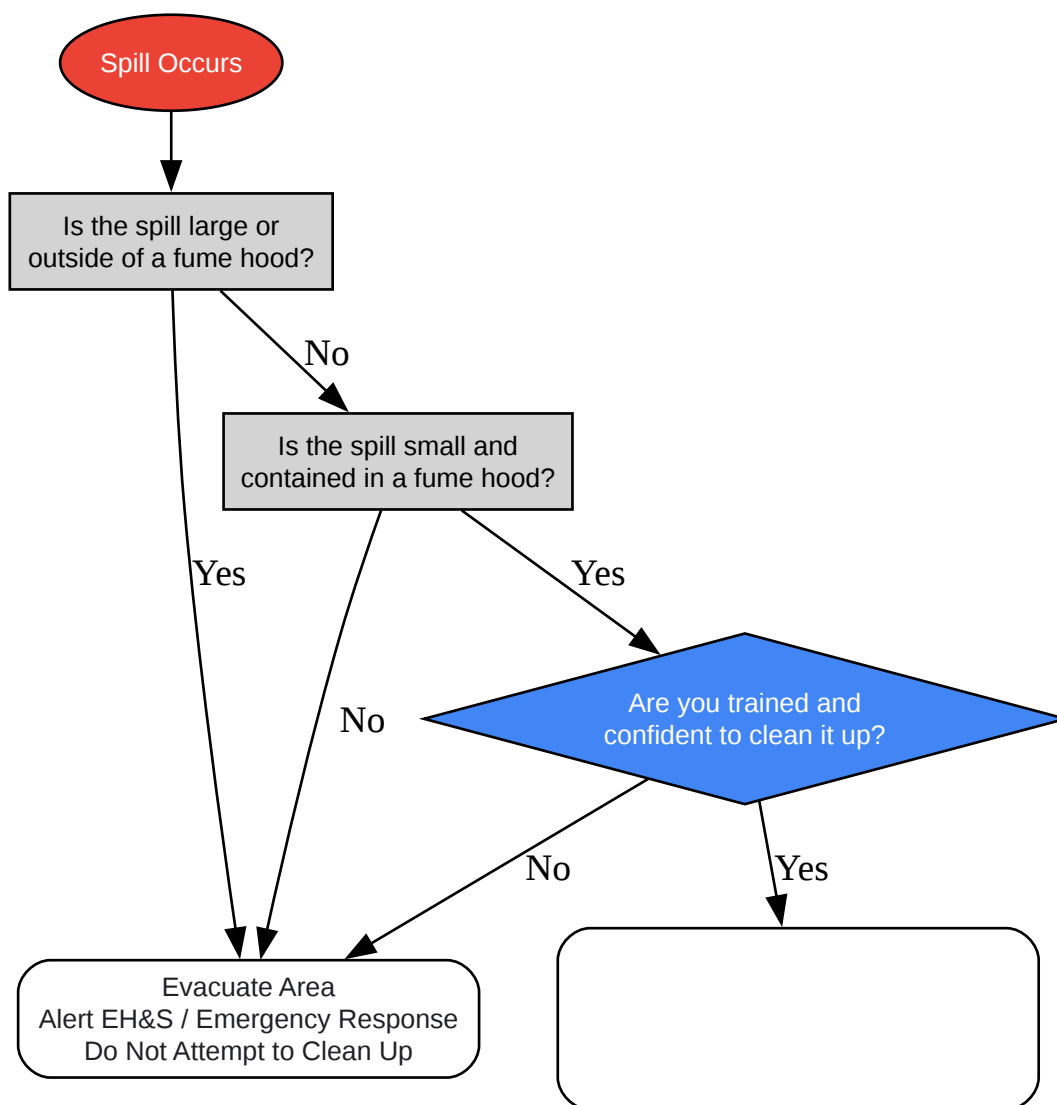 Spill Occurs
Is the spill large or
outside of a fume hood?
No
Is the spill small and
contained in a fume hood?
Yes
Yes
No
Are you trained and
confident to clean it up?
No
Yes
Evacuate Area
Alert EH&S / Emergency Response
Do Not Attempt to Clean Up